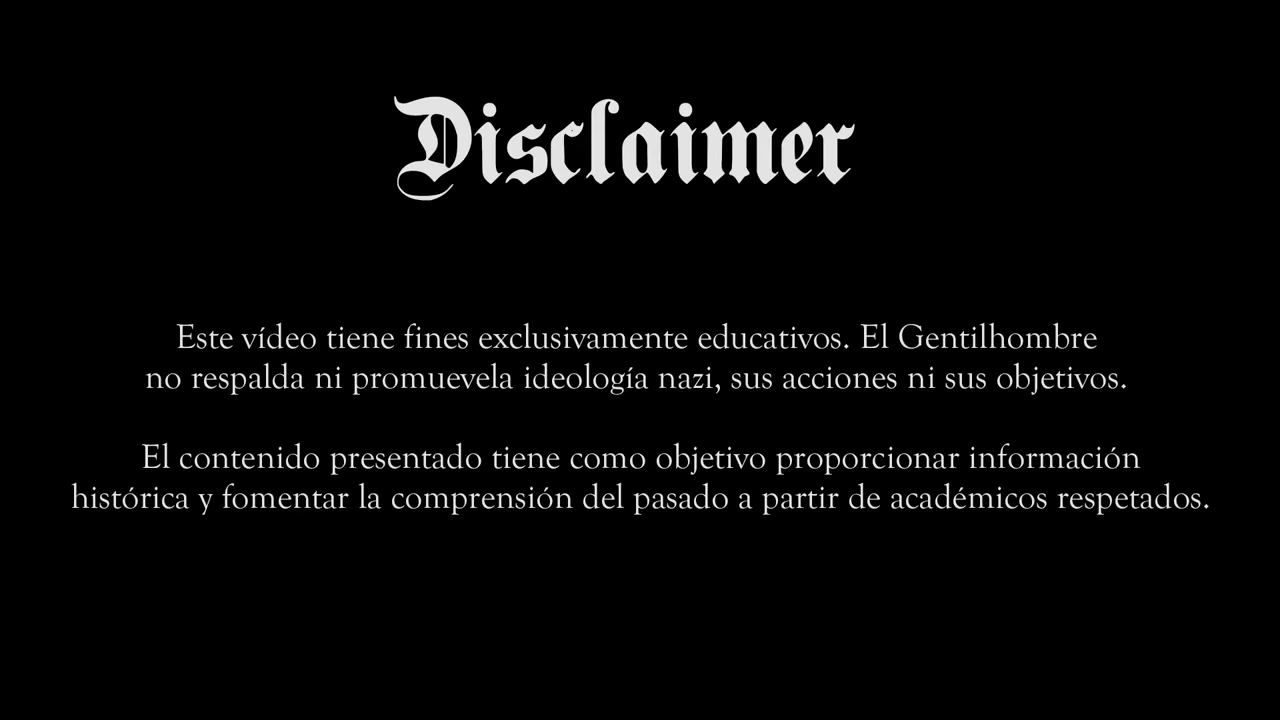 Disclaimer
Este vídeo tiene fines exclusivamente educativos. El Gentilhombre
no respalda ni promuevela ideología nazi, sus acciones ni sus objetivos.
El contenido presentado tiene como objetivo proporcionar información
histórica y fomentar la comprensión del pasado a partir de académicos respetados.